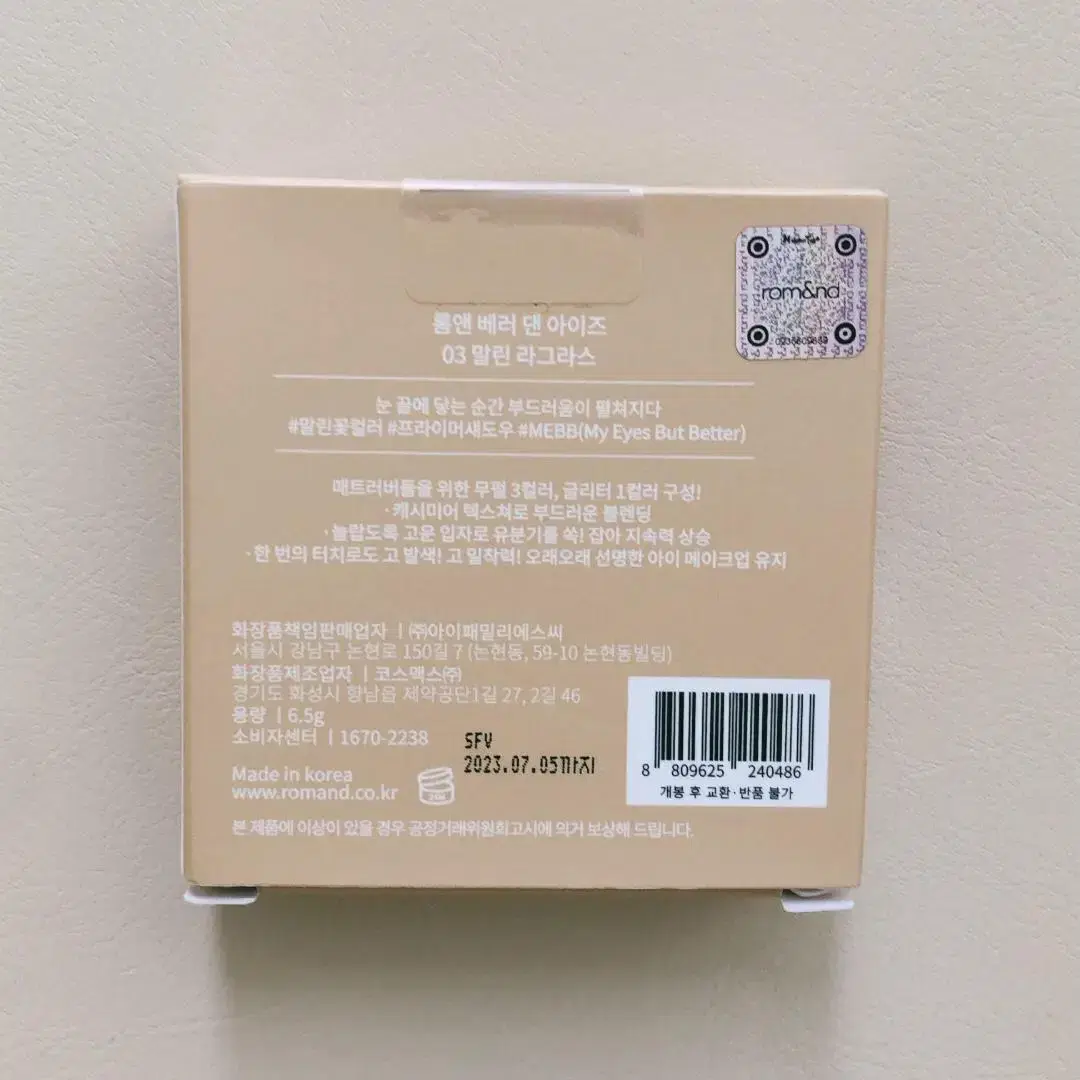 rom&nd
롬앤 베러 댄 아이즈
03 말린 라그라스
눈 끝에 닿는 순간 부드러움이 펼쳐지다
#말린꽃컬러 #프라이머섀도우 #MEBB(My Eyes But Better)
매트러버들을 위한 무펄 3컬러, 글리터 1컬러 구성!
·캐시미어 텍스쳐로 부드러운 블렌딩
·놀랍도록 고운 입자로 유분기를 쏙! 잡아 지속력 상승
·한 번의 터치로도 고 발색! 고 밀착력! 오래오래 선명한 아이 메이크업 유지
화장품책임판매업자 | ㈜아이패밀리에스씨
서울시 강남구 논현로 150길 7 (논현동, 59-10 논현동빌딩)
화장품제조업자 | 코스맥스㈜
경기도 화성시 향남읍 제약공단1길 27, 2길 46
용량 | 6.5g
소비자센터 | 1670-2238
SFV
2023.07.05까지
Made in korea
www.romand.co.kr
8 809625 240486
개봉 후 교환·반품 불가
본 제품에 이상이 있을 경우 공정거래위원회고시에 의거 보상해 드립니다.